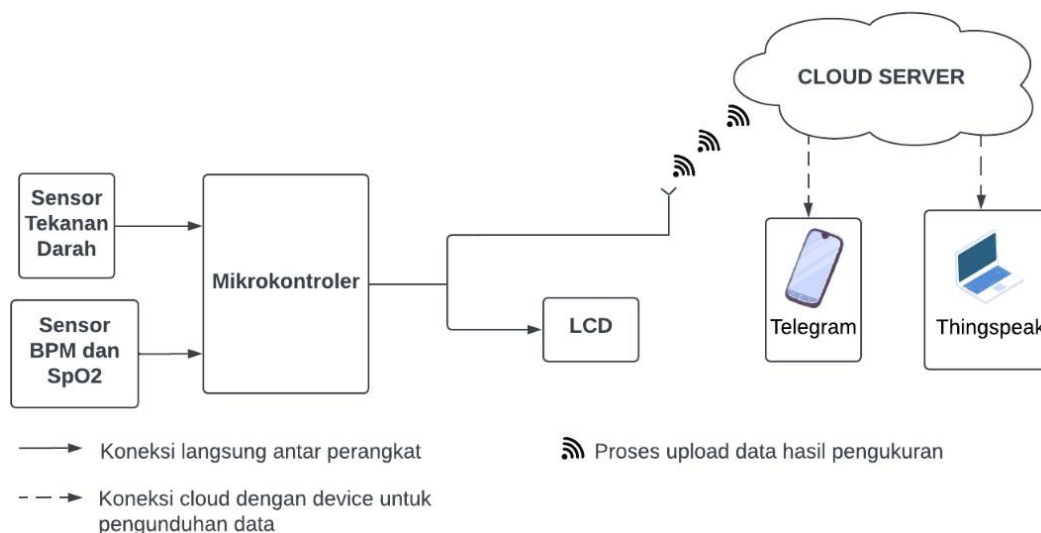 CLOUD SERVER
Sensor
Tekanan
Darah
Mikrokontroler
Sensor
BPM dan
SpO2
LCD
Telegram
Thingspeak
Koneksi langsung antar perangkat
Proses upload data hasil pengukuran
Koneksi cloud dengan device untuk
pengunduhan data